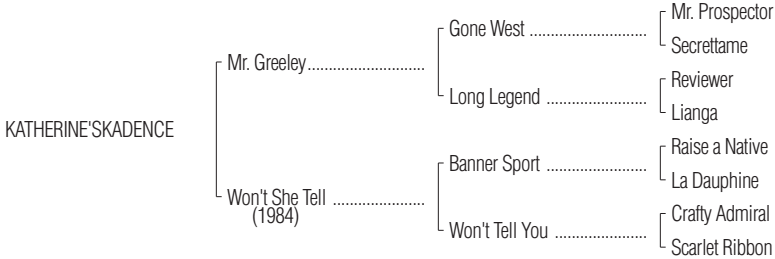 Mr. Prospector
Gone West ............................
Secrettame
Mr. Greeley............................
Reviewer
Long Legend ........................
Lianga
KATHERINE'SKADENCE
Raise a Native
Banner Sport ........................
La Dauphine
Won't She Tell ......................
(1984)
Crafty Admiral
Won't Tell You ......................
Scarlet Ribbon